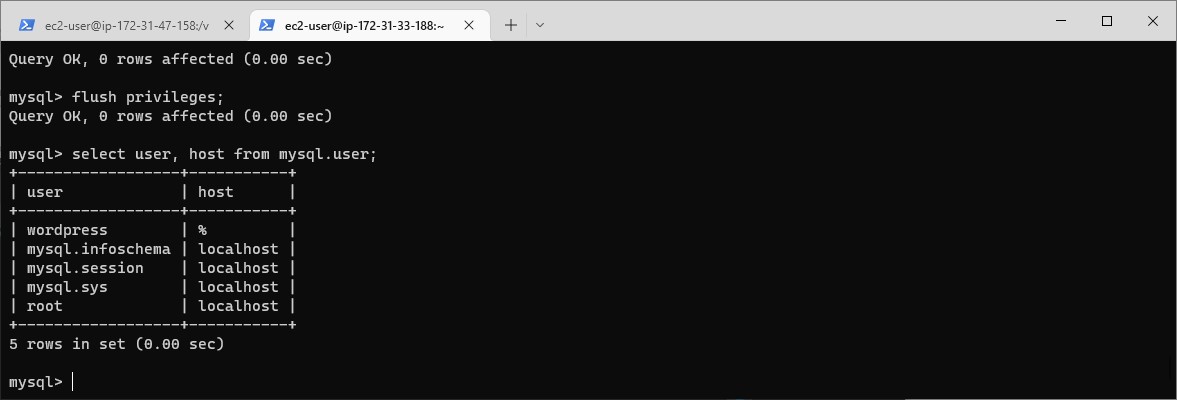 ec2-user@ip-172-31-47-158:/v
ec2-user@ip-172-31-33-188:~
Query OK, 0 rows affected (0.00 sec)
mysql> flush privileges;
Query OK, 0 rows affected (0.00 sec)
mysql> select user, host from mysql.user;
+------------------+-----------+
| user             | host      |
+------------------+-----------+
| wordpress        | %         |
| mysql.infoschema | localhost |
| mysql.session    | localhost |
| mysql.sys        | localhost |
| root             | localhost |
+------------------+-----------+
5 rows in set (0.00 sec)
mysql>